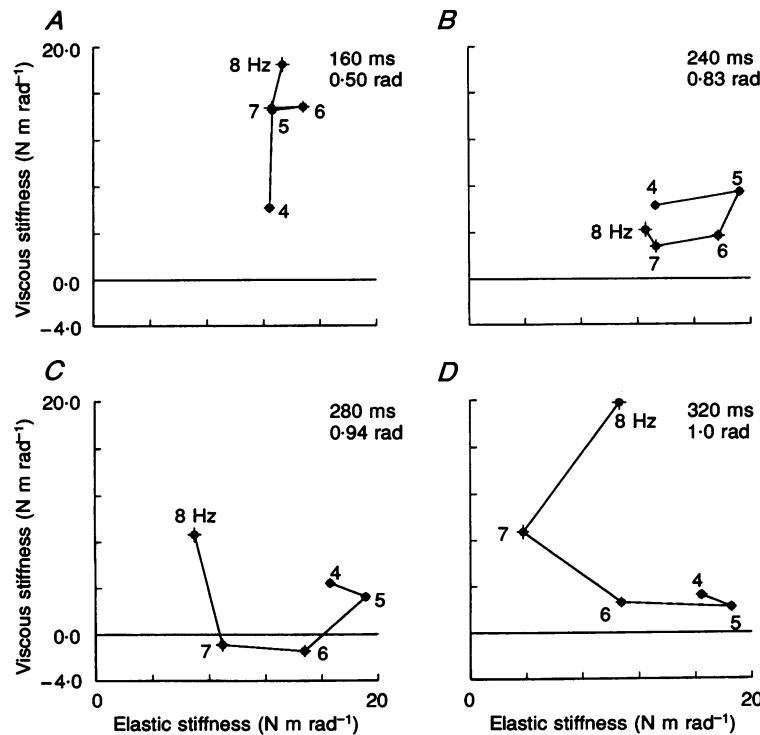 A
20·0
0·0
−4·0
Viscous stiffness (N m rad⁻¹)
8 Hz
7
5
6
4
160 ms
0·50 rad
B
240 ms
0·83 rad
4
5
8 Hz
7
6
C
20·0
0·0
−4·0
Viscous stiffness (N m rad⁻¹)
280 ms
0·94 rad
8 Hz
4
5
7
6
0
20
Elastic stiffness (N m rad⁻¹)
D
320 ms
1·0 rad
8 Hz
7
4
6
5
0
20
Elastic stiffness (N m rad⁻¹)